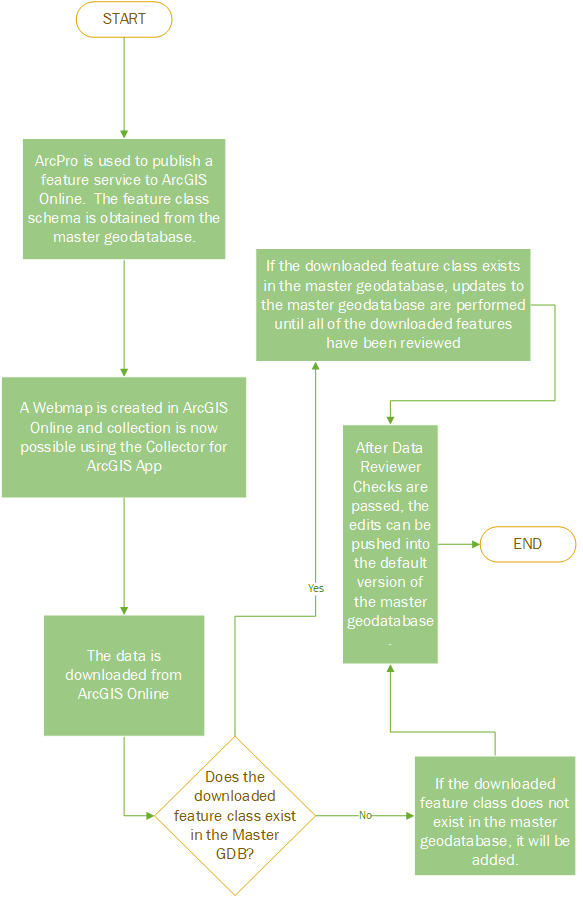 START
ArcPro is used to publish a
feature service to ArcGIS
Online.  The feature class
schema is obtained from the
master geodatabase.
A Webmap is created in ArcGIS
Online and collection is now
possible using the Collector for
ArcGIS App
The data is
downloaded from
ArcGIS Online
Does the
downloaded
feature class exist
in the Master
GDB?
Yes
If the downloaded feature class exists
in the master geodatabase, updates to
the master geodatabase are performed
until all of the downloaded features
have been reviewed
No
If the downloaded
feature class does not
exist in the master
geodatabase, it will be
added.
After Data
Reviewer
Checks are
passed, the
edits can be
pushed into
the default
version of
the master
geodatabase
.
END